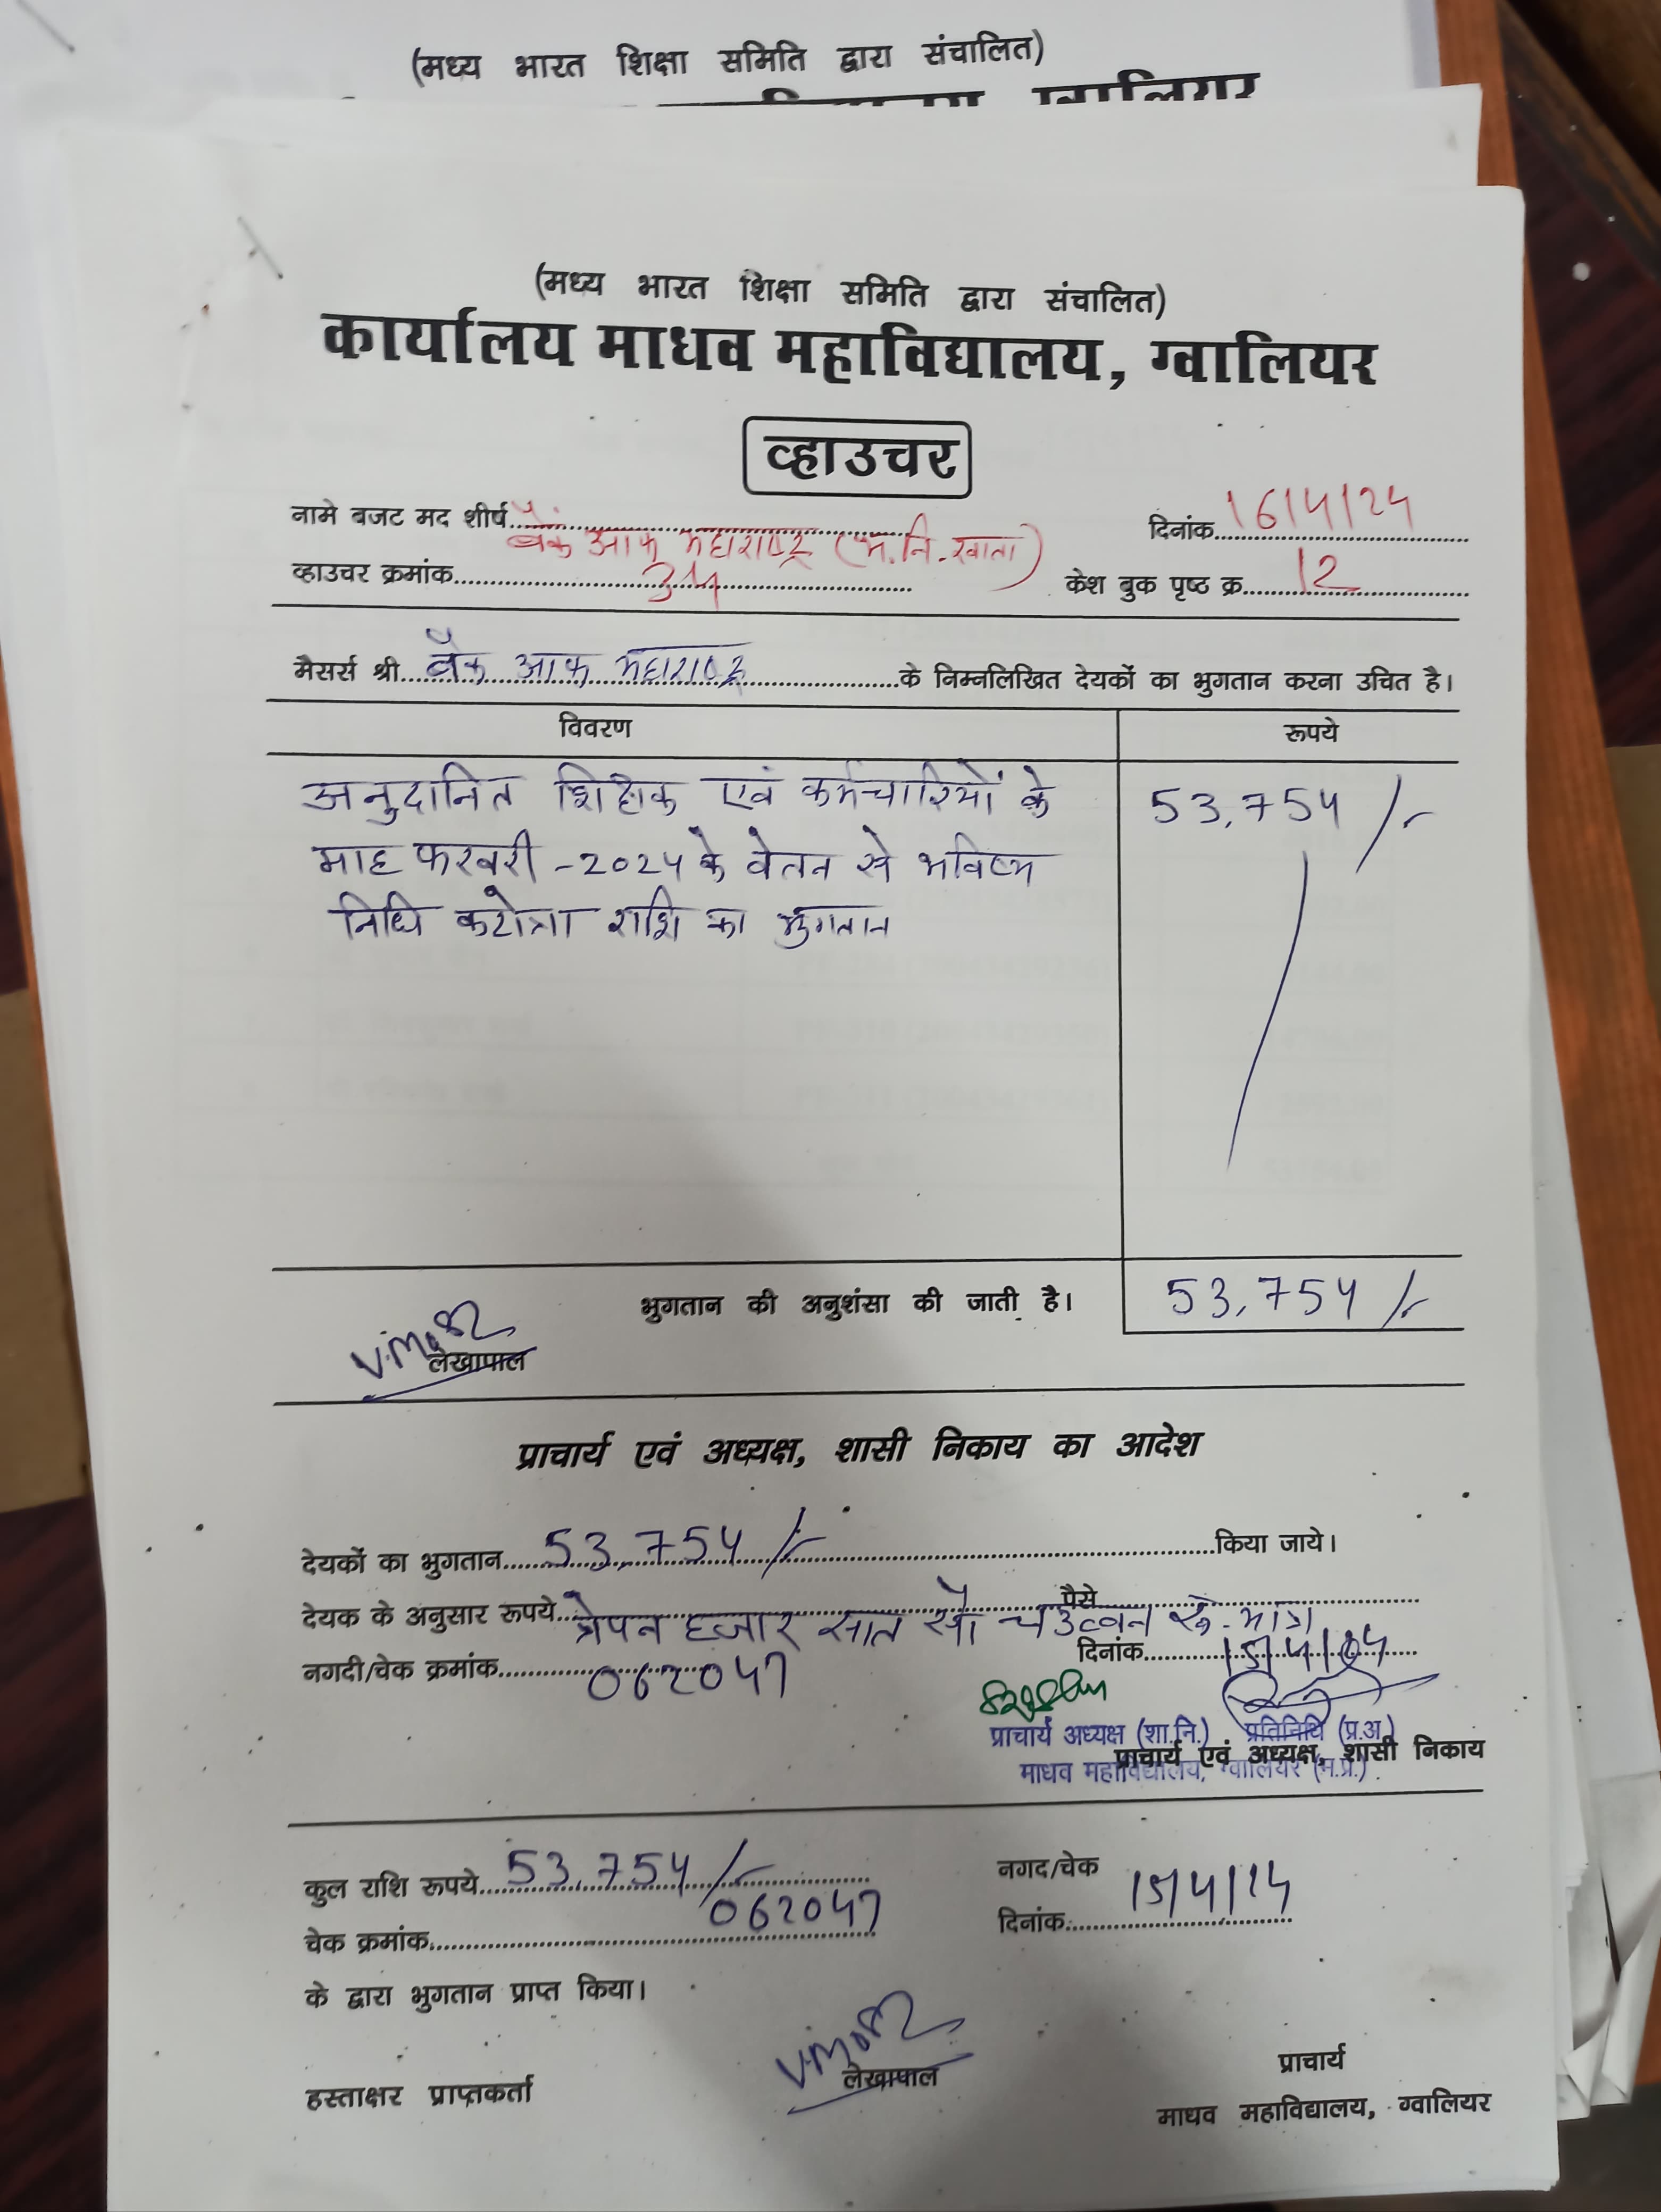 (मध्य भारत शिक्षा समिति द्वारा संचालित)
(मध्य भारत शिक्षा समिति द्वारा संचालित)
कार्यालय माधव महाविद्यालय, ग्वालियर
व्हाउचर
नामे बजट मद शीर्ष बैंक आफ महाराष्ट्र (भ.नि.खाता) दिनांक 16/4/24
व्हाउचर क्रमांक 34 केश बुक पृष्ठ क्र. 12
मैसर्स श्री बैंक आफ महाराष्ट्र के निम्नलिखित देयकों का भुगतान करना उचित है।
विवरण रूपये
अनुदानित शिक्षक एवं कर्मचारियों के 53,754/-
माह फरवरी-2024 के वेतन से भविष्य
निधि कटोत्रा राशि का भुगतान
भुगतान की अनुशंसा की जाती है। 53,754/-
लेखापाल
प्राचार्य एवं अध्यक्ष, शासी निकाय का आदेश
देयकों का भुगतान 53,754/- किया जाये।
देयक के अनुसार रूपये त्रेपन हजार सात सौ चउव्वन रू. मात्र पैसे
नगदी/चेक क्रमांक 062047 दिनांक 15/4/24
प्राचार्य अध्यक्ष (शा.नि.) प्रतिनिधि (प्र.अ.)
प्राचार्य एवं अध्यक्ष, शासी निकाय
माधव महाविद्यालय, ग्वालियर (म.प्र.)
कुल राशि रूपये 53,754/- नगद/चेक
चेक क्रमांक 062047 दिनांक 15/4/24
के द्वारा भुगतान प्राप्त किया।
हस्ताक्षर प्राप्तकर्ता लेखापाल प्राचार्य
माधव महाविद्यालय, ग्वालियर